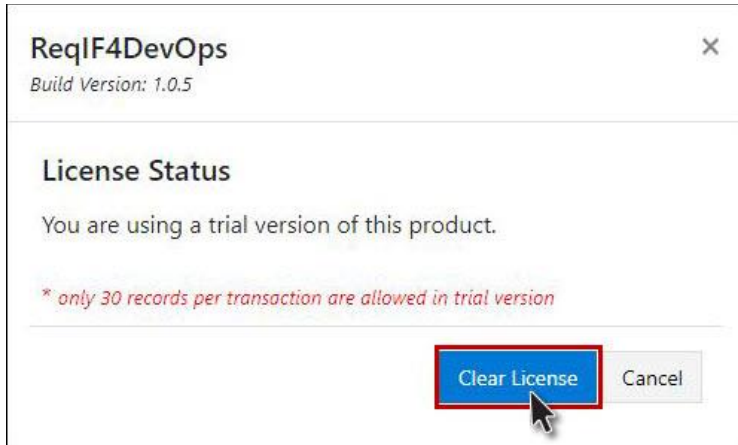 ReqIF4DevOps
Build Version: 1.0.5
License Status
You are using a trial version of this product.
* only 30 records per transaction are allowed in trial version
Clear License
Cancel